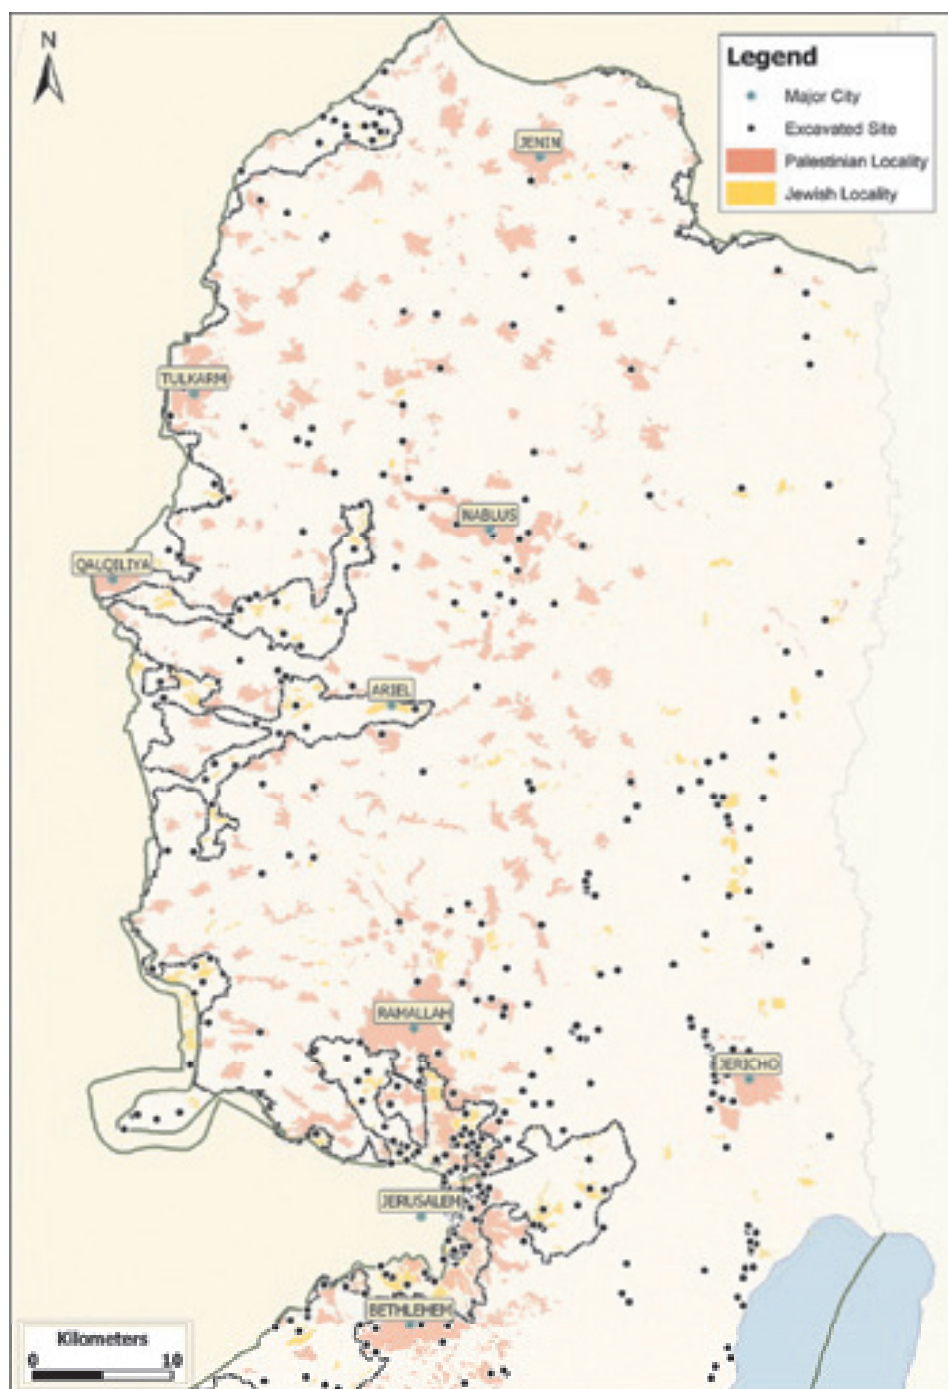 N
Legend
Major City
Excavated Site
Palestinian Locality
Jewish Locality
JENIN
TULKARM
NABLUS
QALQILIYA
ARIEL
RAMALLAH
JERICHO
JERUSALEM
BETHLEHEM
Kilometers
0 10